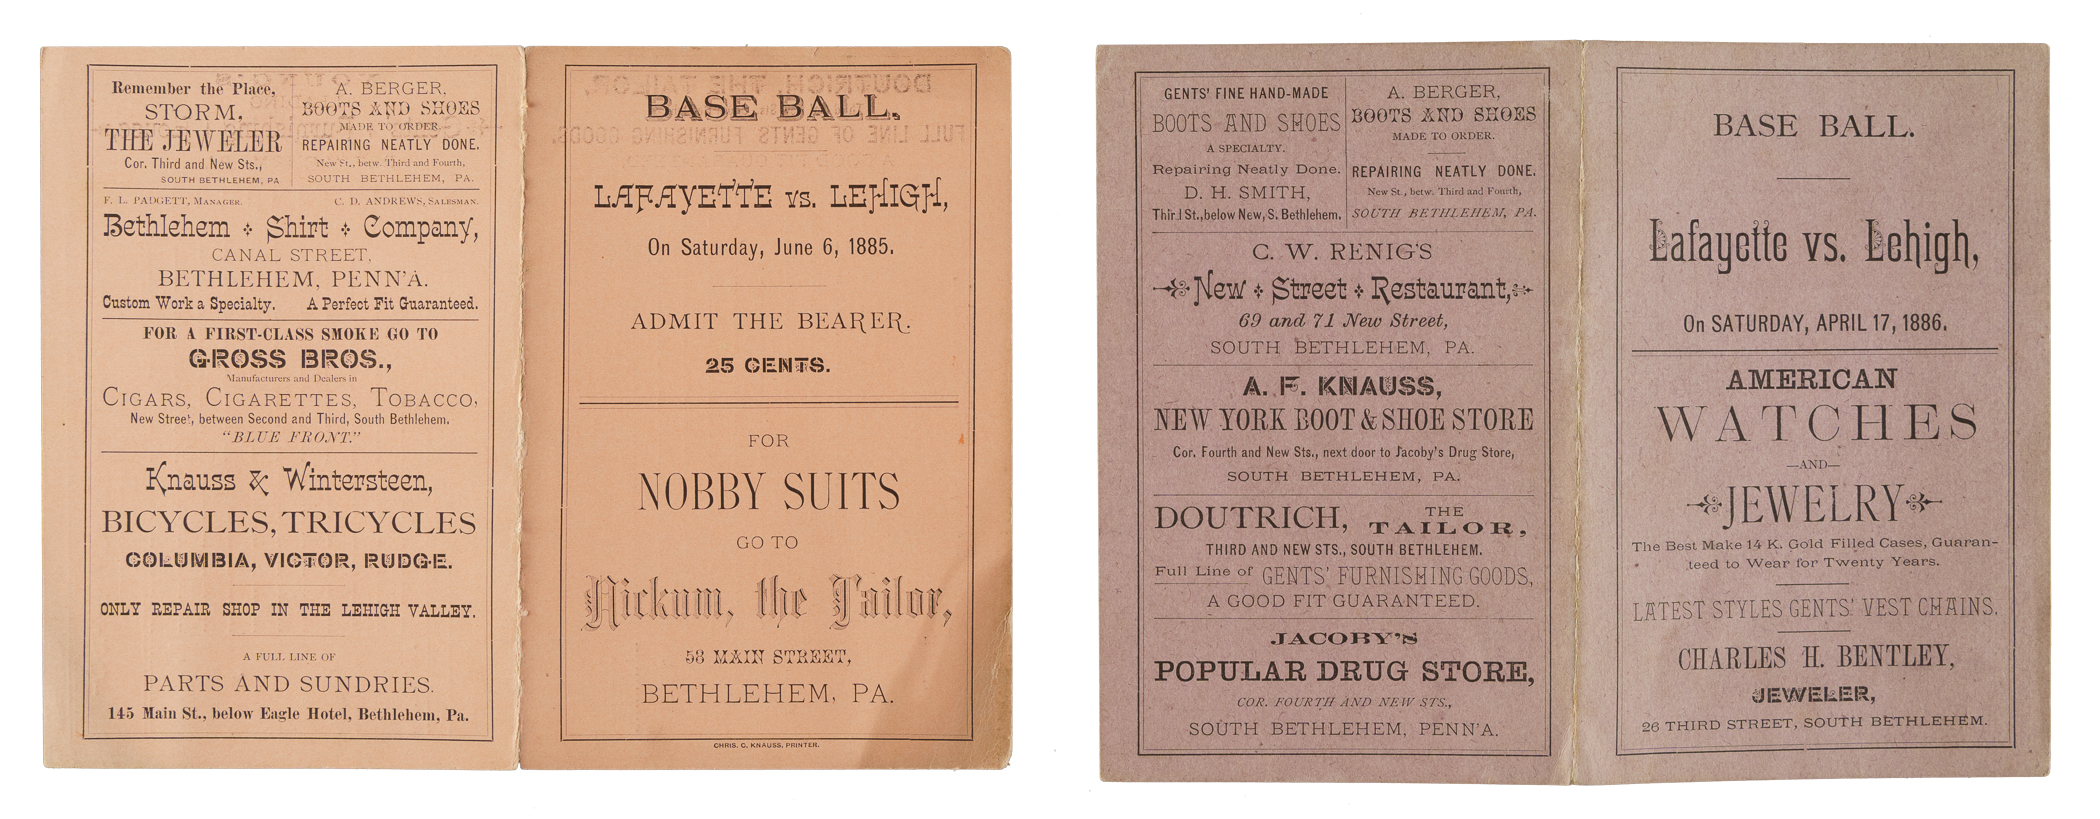 Remember the Place,
STORM,
THE JEWELER
Cor. Third and New Sts.,
SOUTH BETHLEHEM, PA
A. BERGER,
BOOTS AND SHOES
MADE TO ORDER.
REPAIRING NEATLY DONE.
New St., betw. Third and Fourth,
SOUTH BETHLEHEM, PA.
F. L. PADGETT, MANAGER. C. D. ANDREWS, SALESMAN.
Bethlehem Shirt Company,
CANAL STREET,
BETHLEHEM, PENN'A.
Custom Work a Specialty. A Perfect Fit Guaranteed.
FOR A FIRST-CLASS SMOKE GO TO
GROSS BROS.,
Manufacturers and Dealers in
CIGARS, CIGARETTES, TOBACCO,
New Street, between Second and Third, South Bethlehem.
"BLUE FRONT."
Knauss & Wintersteen,
BICYCLES, TRICYCLES
COLUMBIA, VICTOR, RUDGE.
ONLY REPAIR SHOP IN THE LEHIGH VALLEY.
A FULL LINE OF
PARTS AND SUNDRIES.
145 Main St., below Eagle Hotel, Bethlehem, Pa.
BASE BALL.
LAFAYETTE vs. LEHIGH,
On Saturday, June 6, 1885.
ADMIT THE BEARER.
25 CENTS.
FOR
NOBBY SUITS
GO TO
Nickum, the Tailor,
58 MAIN STREET,
BETHLEHEM, PA.
CHRIS. C. KNAUSS, PRINTER.
GENTS' FINE HAND-MADE
BOOTS AND SHOES
A SPECIALTY.
Repairing Neatly Done.
D. H. SMITH,
Third St., below New, S. Bethlehem.
A. BERGER,
BOOTS AND SHOES
MADE TO ORDER.
REPAIRING NEATLY DONE.
New St., betw. Third and Fourth,
SOUTH BETHLEHEM, PA.
C. W. RENIG'S
New Street Restaurant,
69 and 71 New Street,
SOUTH BETHLEHEM, PA.
A. F. KNAUSS,
NEW YORK BOOT & SHOE STORE
Cor. Fourth and New Sts., next door to Jacoby's Drug Store,
SOUTH BETHLEHEM, PA.
DOUTRICH, THE TAILOR,
THIRD AND NEW STS., SOUTH BETHLEHEM.
Full Line of GENTS' FURNISHING GOODS,
A GOOD FIT GUARANTEED.
JACOBY'S
POPULAR DRUG STORE,
COR. FOURTH AND NEW STS.,
SOUTH BETHLEHEM, PENN'A.
BASE BALL.
Lafayette vs. Lehigh,
On SATURDAY, APRIL 17, 1886.
AMERICAN
WATCHES
—AND—
JEWELRY
The Best Make 14 K. Gold Filled Cases, Guaran-
teed to Wear for Twenty Years.
LATEST STYLES GENTS' VEST CHAINS.
CHARLES H. BENTLEY,
JEWELER,
26 THIRD STREET, SOUTH BETHLEHEM.